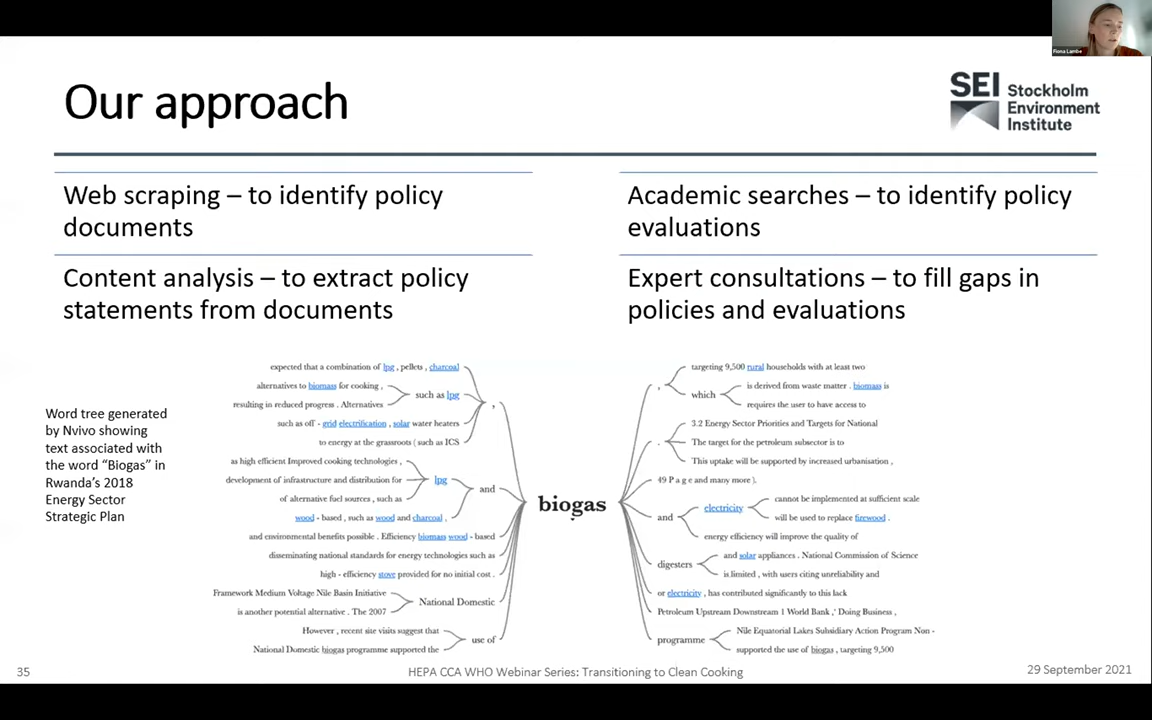 Fiona Lambe
Our approach
SEI Stockholm
Environment
Institute
Web scraping – to identify policy
documents
Academic searches – to identify policy
evaluations
Content analysis – to extract policy
statements from documents
Expert consultations – to fill gaps in
policies and evaluations
Word tree generated
by Nvivo showing
text associated with
the word “Biogas” in
Rwanda’s 2018
Energy Sector
Strategic Plan
expected that a combination of lpg , pellets , charcoal
alternatives to biomass for cooking ,
resulting in reduced progress . Alternatives
such as lpg
such as off - grid electrification , solar water heaters
to energy at the grassroots ( such as ICS
,
as high efficient Improved cooking technologies ,
development of infrastructure and distribution for
of alternative fuel sources , such as
lpg
wood - based , such as wood and charcoal ,
and
and environmental benefits possible . Efficiency biomass wood - based
disseminating national standards for energy technologies such as
high - efficiency stove provided for no initial cost .
Framework Medium Voltage Nile Basin Initiative
is another potential alternative . The 2007
National Domestic
However , recent site visits suggest that
National Domestic biogas programme supported the
use of
biogas
,
targeting 9,500 rural households with at least two
which
is derived from waste matter . biomass is
requires the user to have access to
.
3.2 Energy Sector Priorities and Targets for National
The target for the petroleum subsector is to
This uptake will be supported by increased urbanisation ,
49 P a g e and many more ).
and
electricity
cannot be implemented at sufficient scale
will be used to replace firewood .
energy efficiency will improve the quality of
digesters
and solar appliances . National Commission of Science
is limited , with users citing unreliability and
or electricity , has contributed significantly to this lack
Petroleum Upstream Downstream 1 World Bank , ' Doing Business ,
programme
Nile Equatorial Lakes Subsidiary Action Program Non -
supported the use of biogas , targeting 9,500
35
HEPA CCA WHO Webinar Series: Transitioning to Clean Cooking
29 September 2021